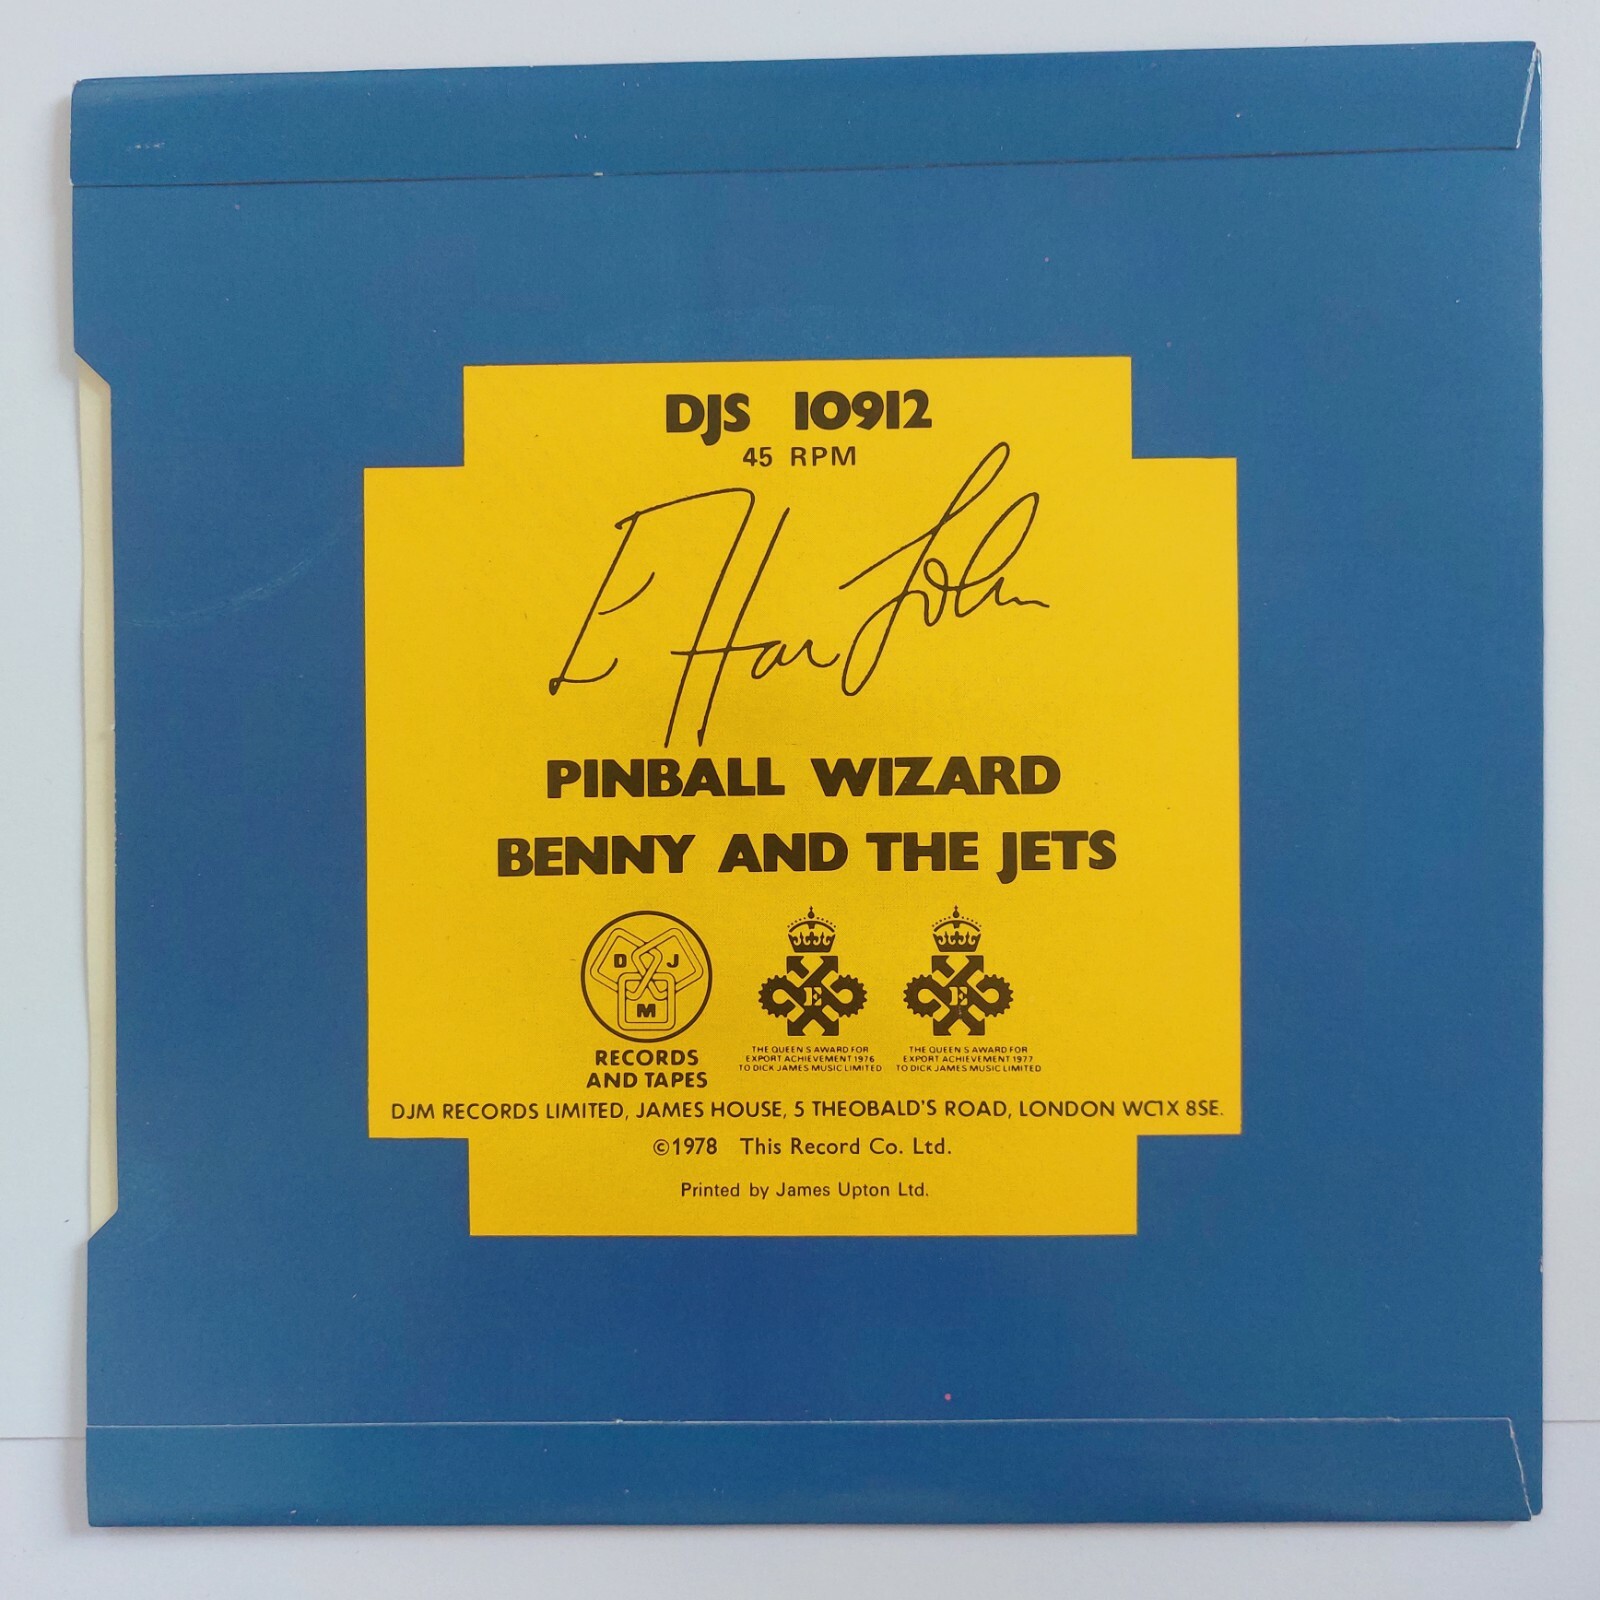 DJS 10912
45 RPM
Elton John
PINBALL WIZARD
BENNY AND THE JETS
D J
M
RECORDS
AND TAPES
E
THE QUEEN'S AWARD FOR
EXPORT ACHIEVEMENT 1976
TO DICK JAMES MUSIC LIMITED
E
THE QUEEN'S AWARD FOR
EXPORT ACHIEVEMENT 1977
TO DICK JAMES MUSIC LIMITED
DJM RECORDS LIMITED, JAMES HOUSE, 5 THEOBALD'S ROAD, LONDON WC1X 8SE.
©1978 This Record Co. Ltd.
Printed by James Upton Ltd.